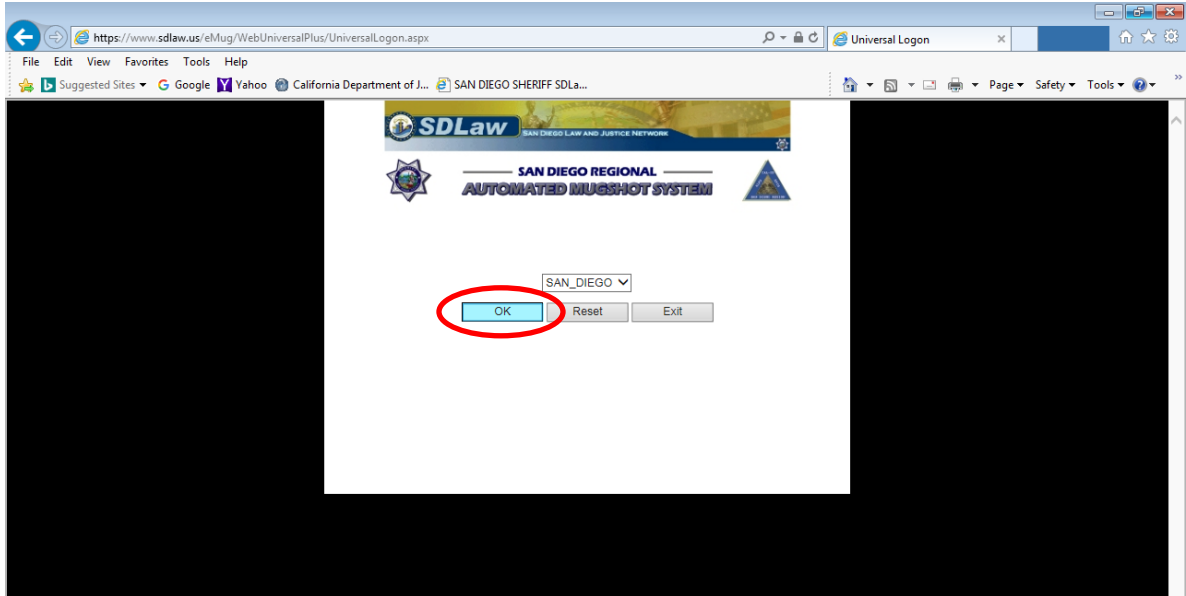 https://www.sdlaw.us/eMug/WebUniversalPlus/UniversalLogon.aspx
Universal Logon
File Edit View Favorites Tools Help
Suggested Sites Google Yahoo California Department of J... SAN DIEGO SHERIFF SDLa... Page Safety Tools
SDLaw SAN DIEGO LAW AND JUSTICE NETWORK
SAN DIEGO REGIONAL
AUTOMATED MUGSHOT SYSTEM
SAN_DIEGO
OK Reset Exit